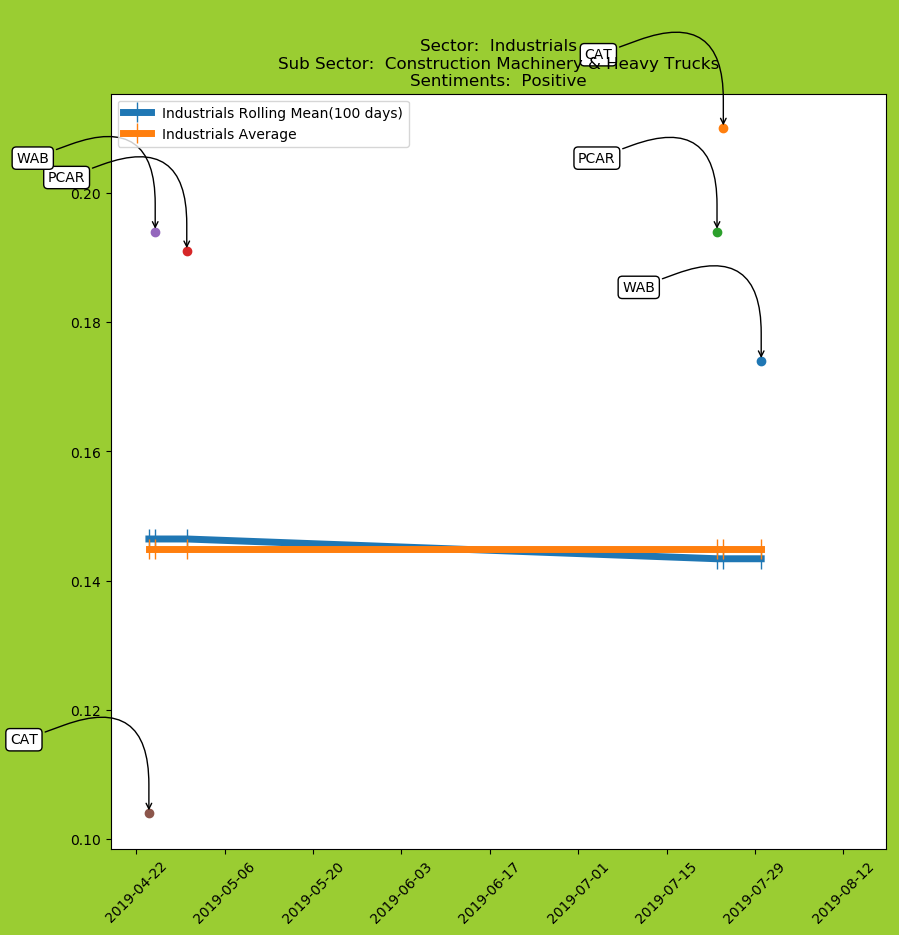 Sector:  Industrials
Sub Sector:  Construction Machinery & Heavy Trucks
Sentiments:  Positive
CAT
Industrials Rolling Mean(100 days)
Industrials Average
WAB
PCAR
PCAR
WAB
CAT
0.20
0.18
0.16
0.14
0.12
0.10
2019-04-22
2019-05-06
2019-05-20
2019-06-03
2019-06-17
2019-07-01
2019-07-15
2019-07-29
2019-08-12